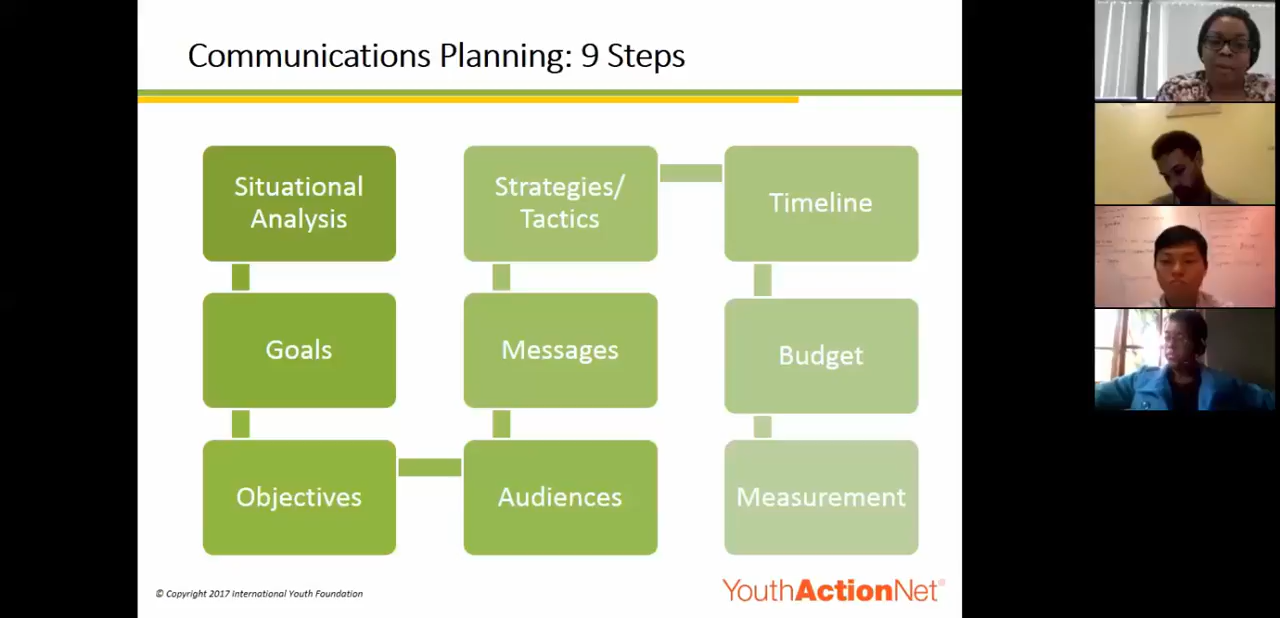 Communications Planning: 9 Steps
Situational
Analysis
Goals
Objectives
Audiences
Messages
Strategies/
Tactics
Timeline
Budget
Measurement
© Copyright 2017 International Youth Foundation
YouthActionNet®